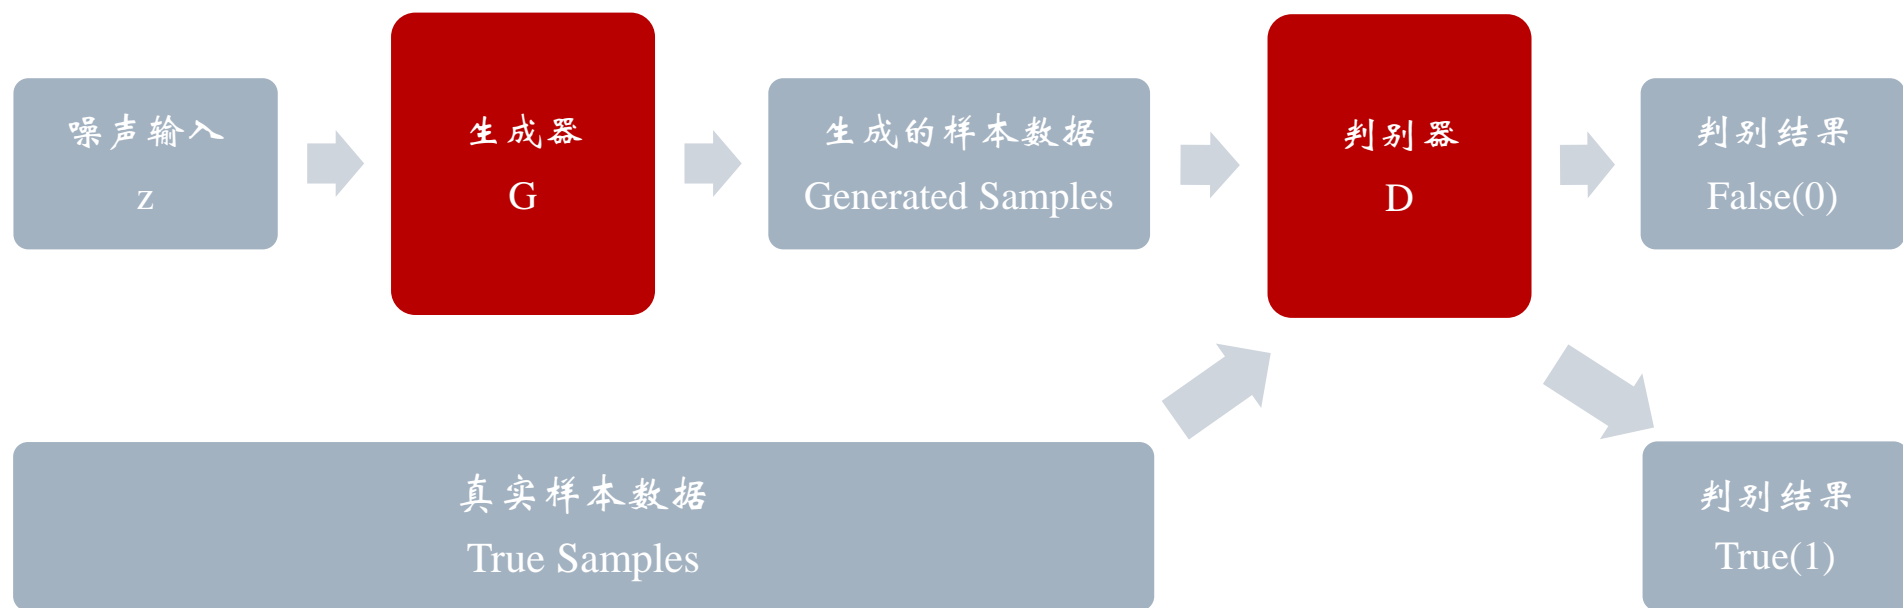 噪声输入
z
生成器
G
生成的样本数据
Generated Samples
判别器
D
判别结果
False(0)
真实样本数据
True Samples
判别结果
True(1)